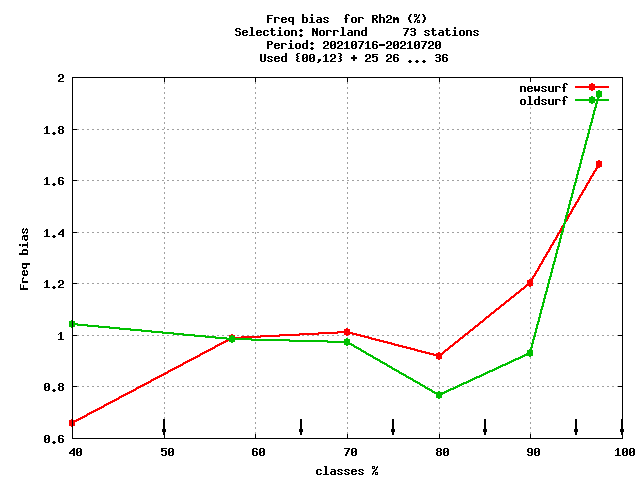 Freq bias  for Rh2m (%)
Selection: Norrland     73 stations
Period: 20210716-20210720
Used {00,12} + 25 26 ... 36
newsurf
oldsurf
2
1.8
1.6
1.4
1.2
1
0.8
0.6
Freq bias
40 50 60 70 80 90 100
classes %